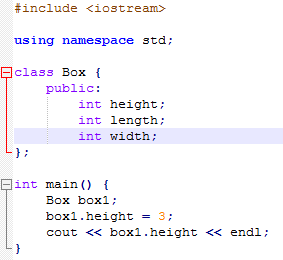 #include <iostream>

using namespace std;

class Box {
    public:
        int height;
        int length;
        int width;
};

int main() {
    Box box1;
    box1.height = 3;
    cout << box1.height << endl;
}